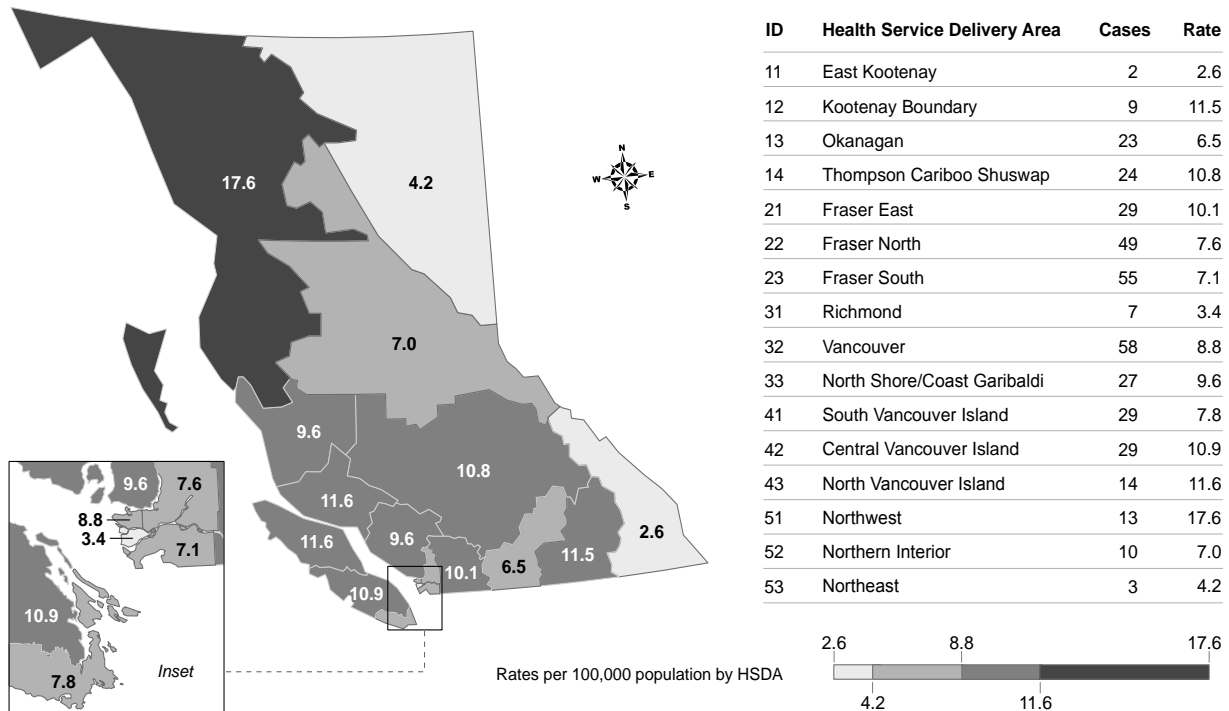 17.6
4.2
7.0
9.6
10.8
11.6
11.6
9.6
10.1
6.5
11.5
2.6
10.9
N
W E
S
9.6 7.6
8.8
3.4
7.1
10.9
7.8
Inset
ID Health Service Delivery Area Cases Rate
11 East Kootenay 2 2.6
12 Kootenay Boundary 9 11.5
13 Okanagan 23 6.5
14 Thompson Cariboo Shuswap 24 10.8
21 Fraser East 29 10.1
22 Fraser North 49 7.6
23 Fraser South 55 7.1
31 Richmond 7 3.4
32 Vancouver 58 8.8
33 North Shore/Coast Garibaldi 27 9.6
41 South Vancouver Island 29 7.8
42 Central Vancouver Island 29 10.9
43 North Vancouver Island 14 11.6
51 Northwest 13 17.6
52 Northern Interior 10 7.0
53 Northeast 3 4.2
Rates per 100,000 population by HSDA
2.6 8.8 17.6
4.2 11.6